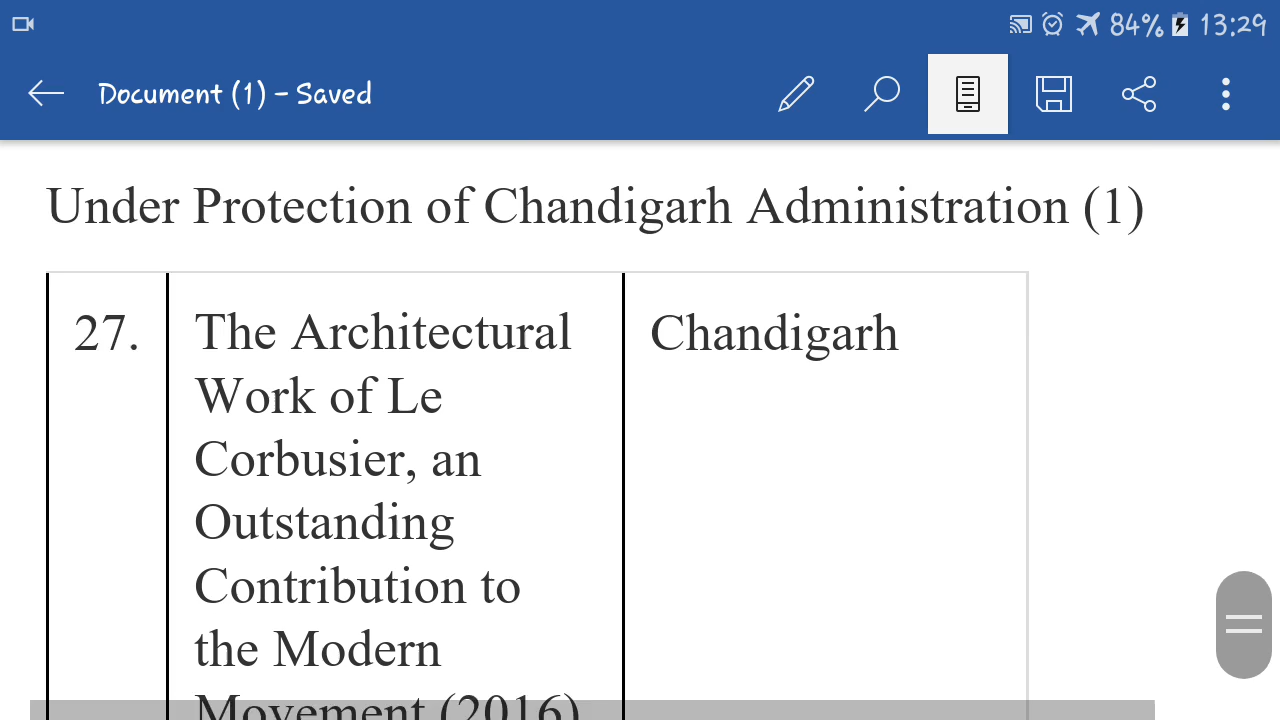 84% 13:29
Document (1) – Saved
Under Protection of Chandigarh Administration (1)
27. The Architectural Chandigarh
Work of Le
Corbusier, an
Outstanding
Contribution to
the Modern
Movement (2016)